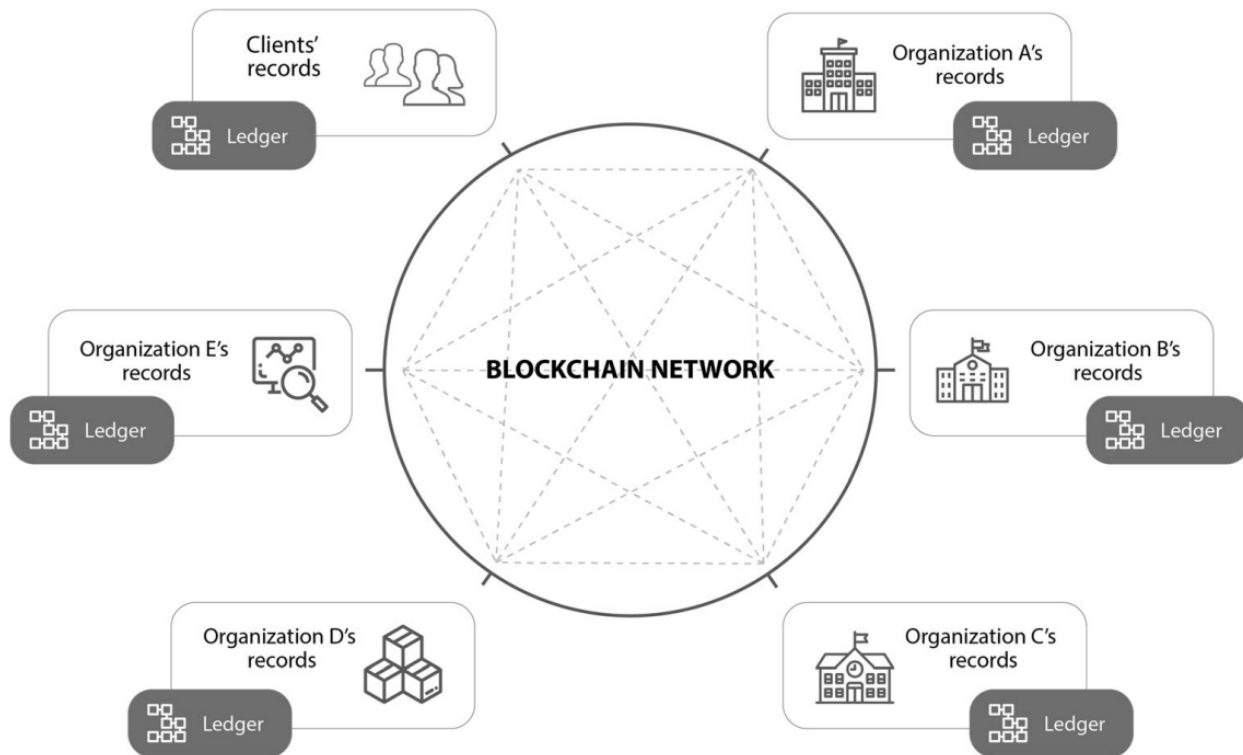 Clients'
records
Ledger
Organization A's
records
Ledger
Organization E's
records
Ledger
BLOCKCHAIN NETWORK
Organization B's
records
Ledger
Organization D's
records
Ledger
Organization C's
records
Ledger